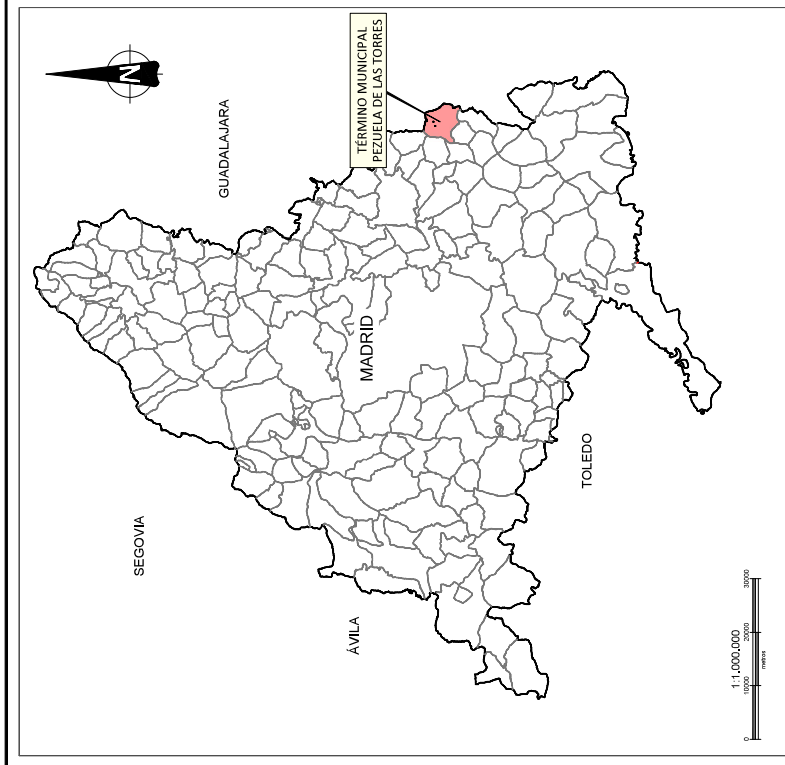 N
GUADALAJARA
TÉRMINO MUNICIPAL
PEZUELA DE LAS TORRES
MADRID
SEGOVIA
ÁVILA
TOLEDO
1:1.000.000
0 10000 20000 30000
metros